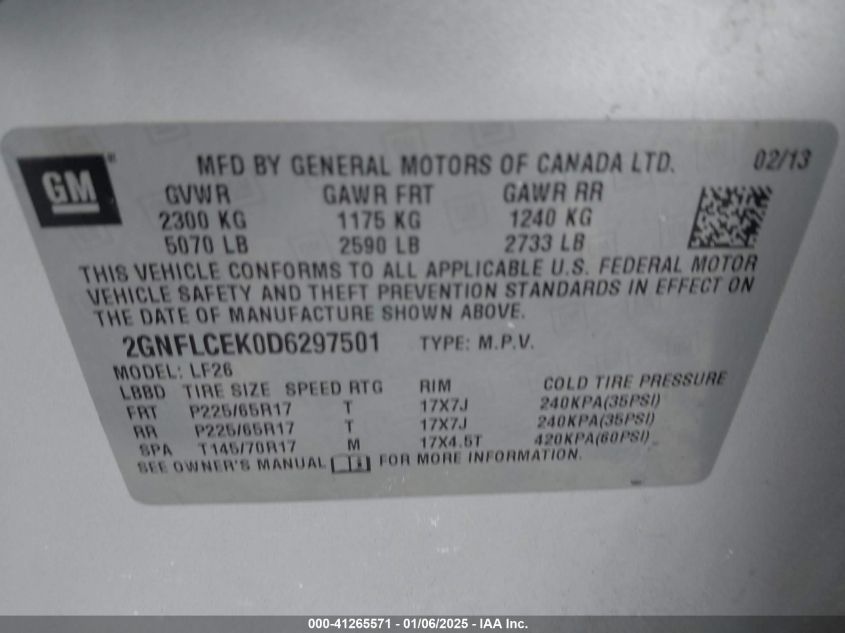 GM
MFD BY GENERAL MOTORS OF CANADA LTD. 02/13
GVWR GAWR FRT GAWR RR
2300 KG 1175 KG 1240 KG
5070 LB 2590 LB 2733 LB
THIS VEHICLE CONFORMS TO ALL APPLICABLE U.S. FEDERAL MOTOR
VEHICLE SAFETY AND THEFT PREVENTION STANDARDS IN EFFECT ON
THE DATE OF MANUFACTURE SHOWN ABOVE.
2GNFLCEK0D6297501 TYPE: M.P.V.
MODEL: LF26
LBBD TIRE SIZE SPEED RTG RIM COLD TIRE PRESSURE
FRT P225/65R17 T 17X7J 240KPA(35PSI)
RR P225/65R17 T 17X7J 240KPA(35PSI)
SPA T145/70R17 M 17X4.5T 420KPA(60PSI)
SEE OWNER'S MANUAL FOR MORE INFORMATION.
000-41265571 - 01/06/2025 - IAA Inc.